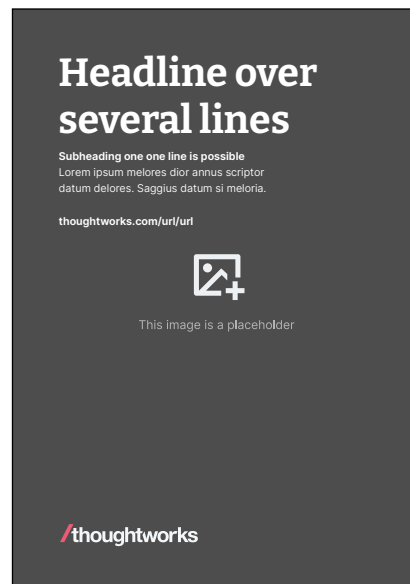 Headline over
several lines
Subheading one one line is possible
Lorem ipsum melores dior annus scriptor
datum delores. Saggius datum si meloria.
thoughtworks.com/url/url
This image is a placeholder
/thoughtworks